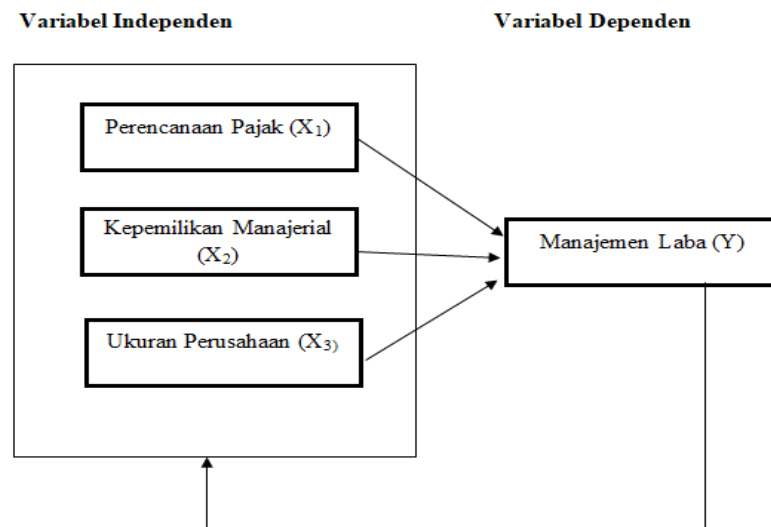 Variabel Independen
Variabel Dependen
Perencanaan Pajak (X₁)
Kepemilikan Manajerial
(X₂)
Ukuran Perusahaan (X₃)
Manajemen Laba (Y)